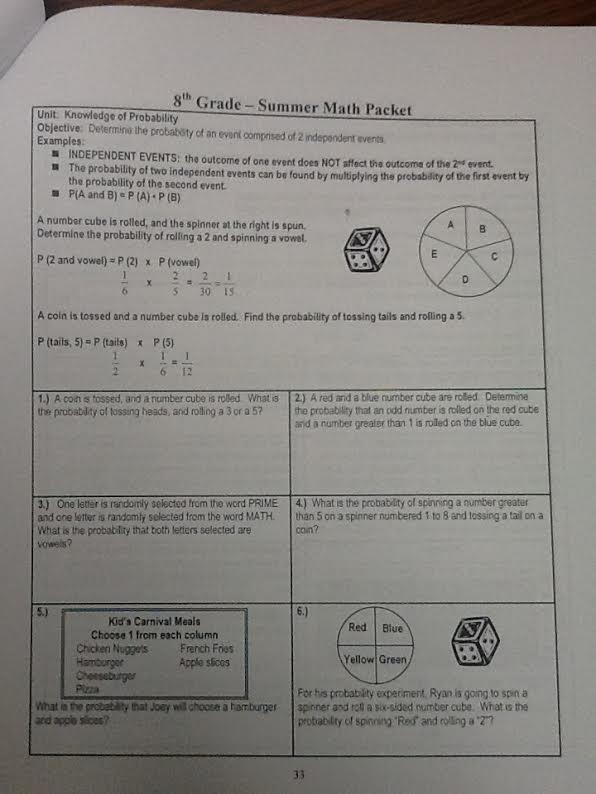 8th Grade – Summer Math Packet
Unit: Knowledge of Probability
Objective: Determine the probability of an event comprised of 2 independent events.
Examples:
■ INDEPENDENT EVENTS: the outcome of one event does NOT affect the outcome of the 2nd event.
■ The probability of two independent events can be found by multiplying the probability of the first event by
the probability of the second event.
■ P(A and B) = P (A) • P (B)
A number cube is rolled, and the spinner at the right is spun.
Determine the probability of rolling a 2 and spinning a vowel.
A
B
E
C
D
P (2 and vowel) = P (2) x P (vowel)
1/6 x 2/5 = 2/30 = 1/15
A coin is tossed and a number cube is rolled. Find the probability of tossing tails and rolling a 5.
P (tails, 5) = P (tails) x P (5)
1/2 x 1/6 = 1/12
1.) A coin is tossed, and a number cube is rolled. What is
the probability of tossing heads, and rolling a 3 or a 5?
2.) A red and a blue number cube are rolled. Determine
the probability that an odd number is rolled on the red cube
and a number greater than 1 is rolled on the blue cube.
3.) One letter is randomly selected from the word PRIME
and one letter is randomly selected from the word MATH.
What is the probability that both letters selected are
vowels?
4.) What is the probability of spinning a number greater
than 5 on a spinner numbered 1 to 8 and tossing a tail on a
coin?
5.)
Kid's Carnival Meals
Choose 1 from each column
Chicken Nuggets French Fries
Hamburger Apple slices
Cheeseburger
Pizza
What is the probability that Joey will choose a hamburger
and apple slices?
6.)
Red Blue
Yellow Green
For his probability experiment, Ryan is going to spin a
spinner and roll a six-sided number cube. What is the
probability of spinning "Red" and rolling a "2"?
33